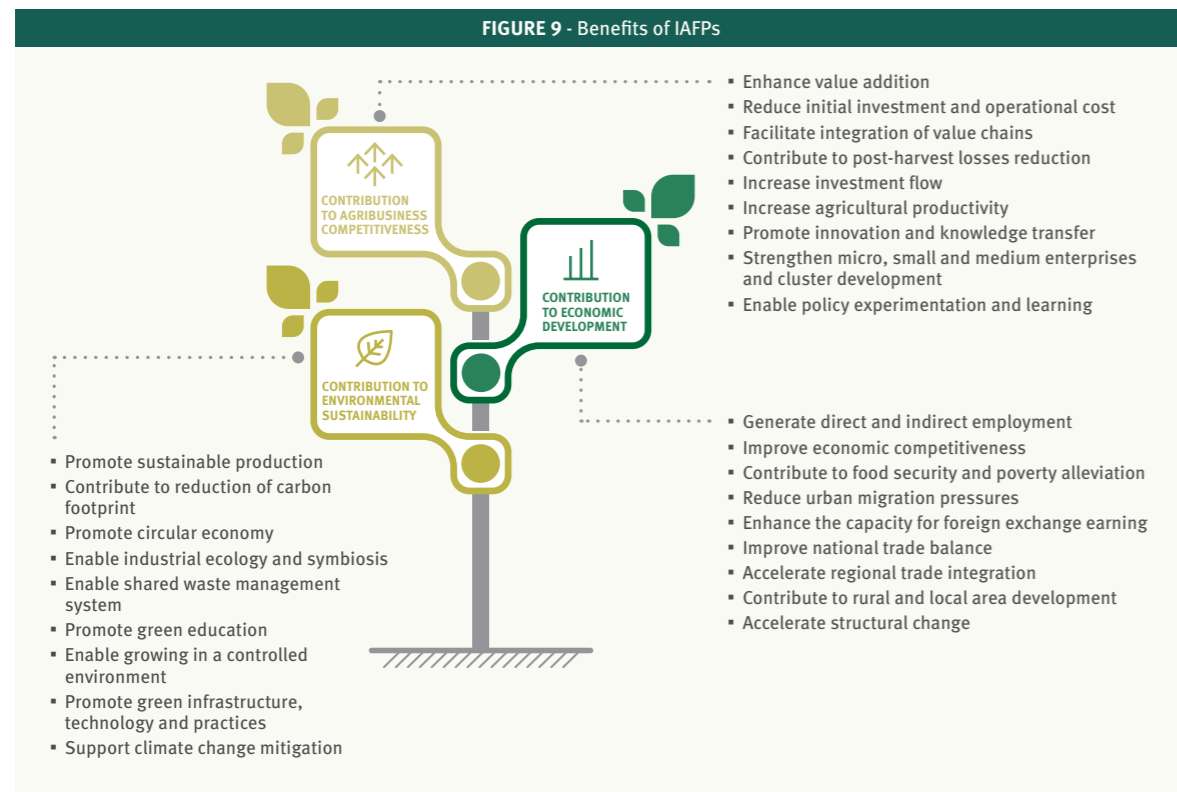 FIGURE 9 - Benefits of IAFPs
CONTRIBUTION
TO AGRIBUSINESS
COMPETITIVENESS
▪ Enhance value addition
▪ Reduce initial investment and operational cost
▪ Facilitate integration of value chains
▪ Contribute to post-harvest losses reduction
▪ Increase investment flow
▪ Increase agricultural productivity
▪ Promote innovation and knowledge transfer
▪ Strengthen micro, small and medium enterprises
and cluster development
▪ Enable policy experimentation and learning
CONTRIBUTION
TO ECONOMIC
DEVELOPMENT
▪ Generate direct and indirect employment
▪ Improve economic competitiveness
▪ Contribute to food security and poverty alleviation
▪ Reduce urban migration pressures
▪ Enhance the capacity for foreign exchange earning
▪ Improve national trade balance
▪ Accelerate regional trade integration
▪ Contribute to rural and local area development
▪ Accelerate structural change
CONTRIBUTION TO
ENVIRONMENTAL
SUSTAINABILITY
▪ Promote sustainable production
▪ Contribute to reduction of carbon
footprint
▪ Promote circular economy
▪ Enable industrial ecology and symbiosis
▪ Enable shared waste management
system
▪ Promote green education
▪ Enable growing in a controlled
environment
▪ Promote green infrastructure,
technology and practices
▪ Support climate change mitigation